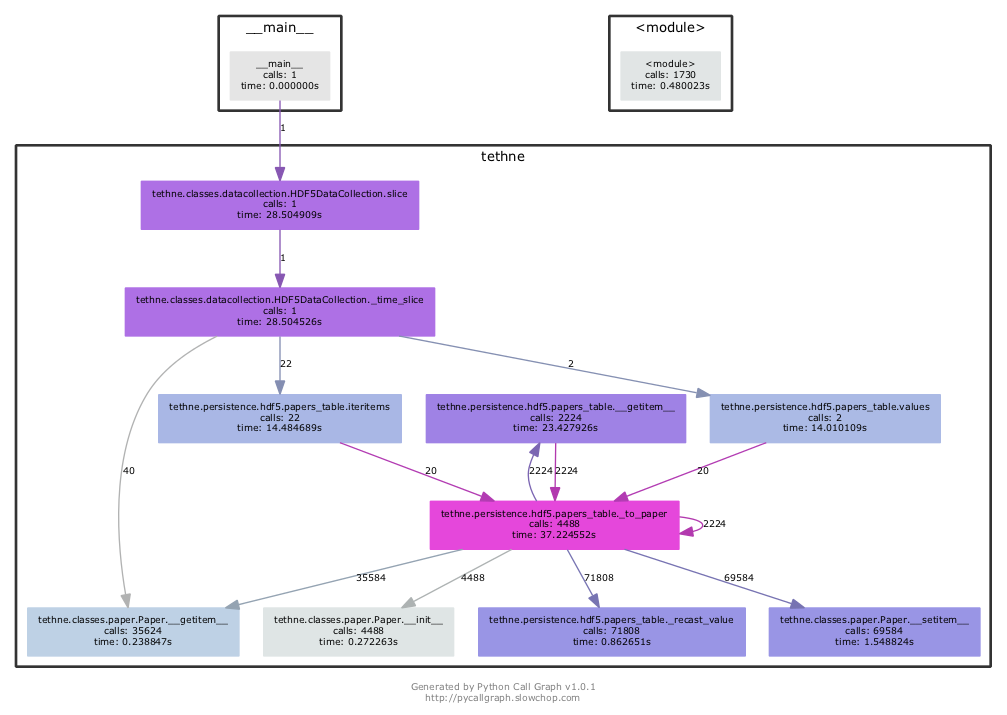 __main__
<module>
__main__
calls: 1
time: 0.000000s
<module>
calls: 1730
time: 0.480023s
1
tethne
tethne.classes.datacollection.HDF5DataCollection.slice
calls: 1
time: 28.504909s
1
tethne.classes.datacollection.HDF5DataCollection._time_slice
calls: 1
time: 28.504526s
22
2
tethne.persistence.hdf5.papers_table.iteritems
calls: 22
time: 14.484689s
tethne.persistence.hdf5.papers_table.__getitem__
calls: 2224
time: 23.427926s
tethne.persistence.hdf5.papers_table.values
calls: 2
time: 14.010109s
40
20
2224
2224
20
tethne.persistence.hdf5.papers_table._to_paper
calls: 4488
time: 37.224552s
2224
35584
4488
71808
69584
tethne.classes.paper.Paper.__getitem__
calls: 35624
time: 0.238847s
tethne.classes.paper.Paper.__init__
calls: 4488
time: 0.272263s
tethne.persistence.hdf5.papers_table._recast_value
calls: 71808
time: 0.862651s
tethne.classes.paper.Paper.__setitem__
calls: 69584
time: 1.548824s
Generated by Python Call Graph v1.0.1
http://pycallgraph.slowchop.com